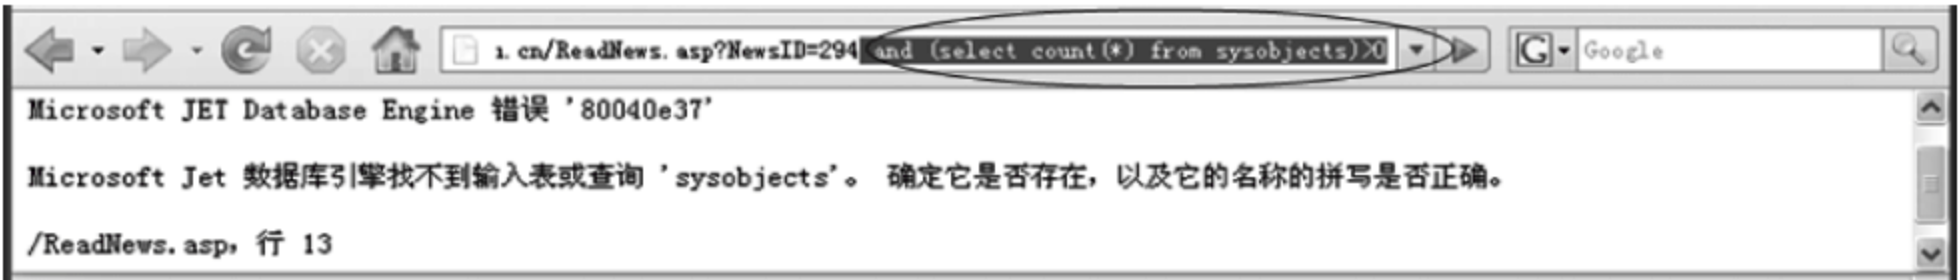 ı. cn/ReadNews. asp?NewsID=294 and (select count(*) from sysobjects)>0
G Google
Microsoft JET Database Engine 错误 '80040e37'
Microsoft Jet 数据库引擎找不到输入表或查询 'sysobjects'。 确定它是否存在，以及它的名称的拼写是否正确。
/ReadNews.asp，行 13